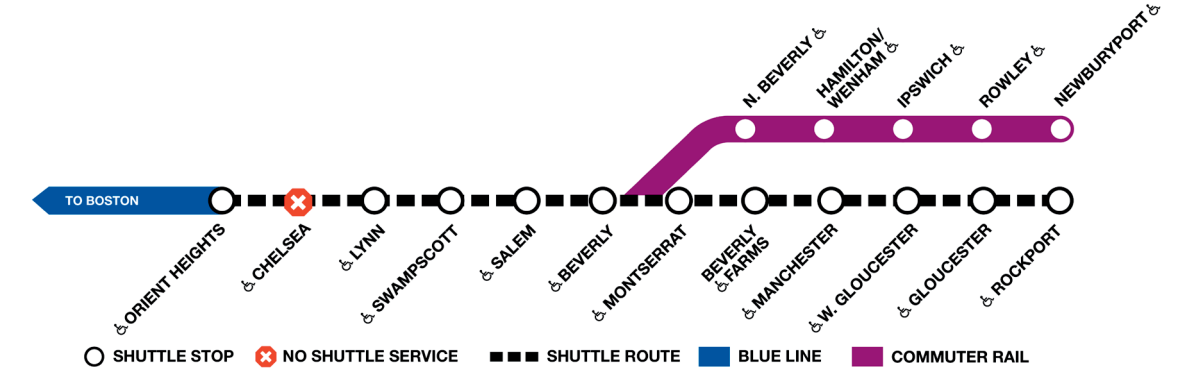 N. BEVERLY
HAMILTON/
WENHAM
IPSWICH
ROWLEY
NEWBURYPORT
TO BOSTON
ORIENT HEIGHTS
CHELSEA
LYNN
SWAMPSCOTT
SALEM
BEVERLY
MONTSERRAT
BEVERLY
FARMS
MANCHESTER
W. GLOUCESTER
GLOUCESTER
ROCKPORT
SHUTTLE STOP
NO SHUTTLE SERVICE
SHUTTLE ROUTE
BLUE LINE
COMMUTER RAIL